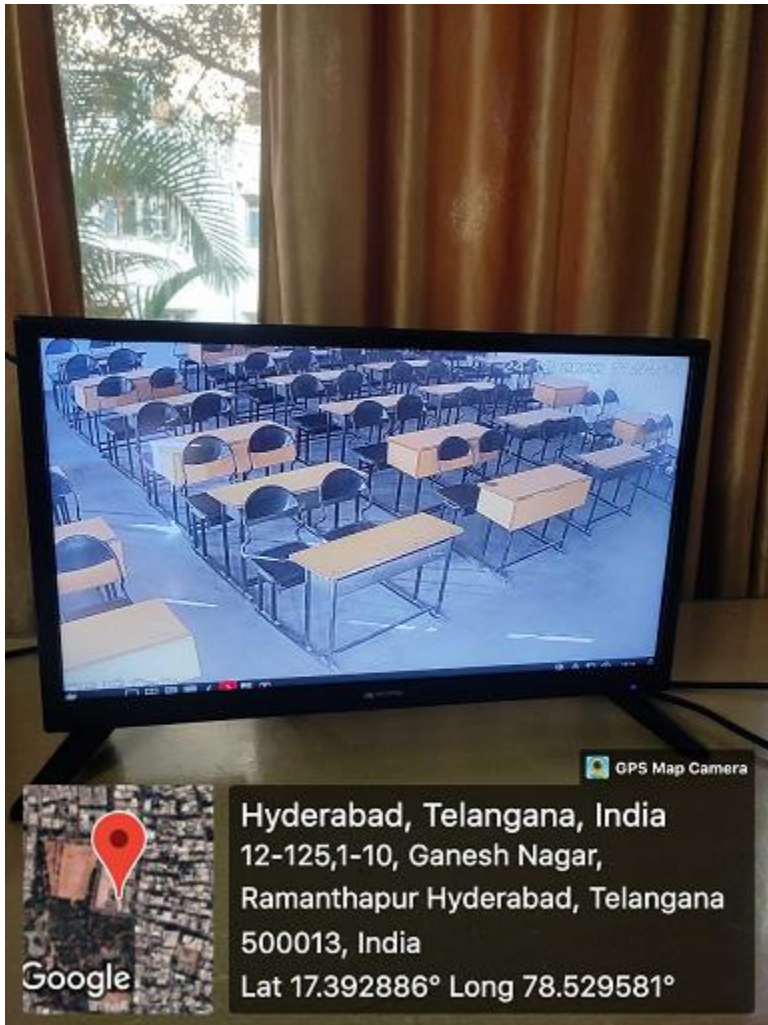 GPS Map Camera
Hyderabad, Telangana, India
12-125,1-10, Ganesh Nagar,
Ramanthapur Hyderabad, Telangana
500013, India
Lat 17.392886° Long 78.529581°
Google